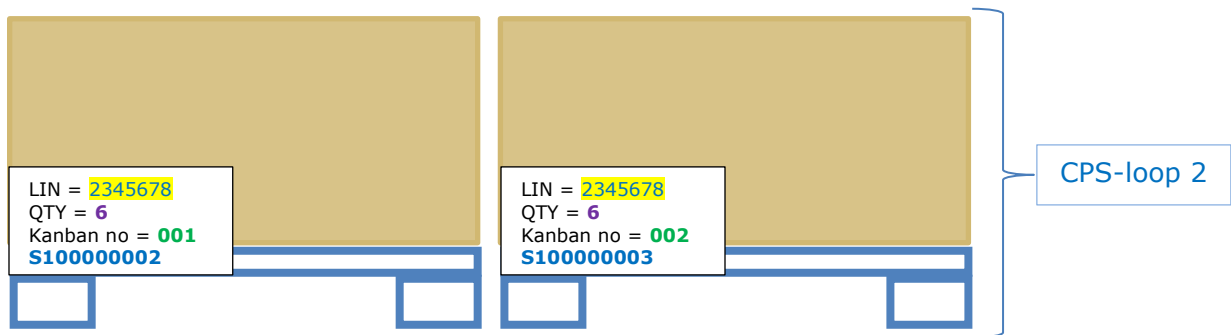 LIN = 2345678
QTY = 6
Kanban no = 001
S100000002
LIN = 2345678
QTY = 6
Kanban no = 002
S100000003
CPS-loop 2